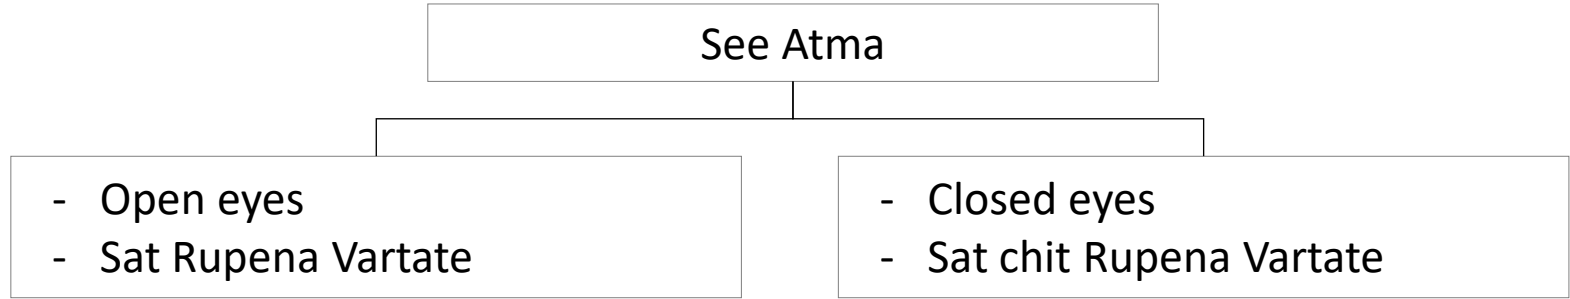 See Atma
- Open eyes
- Sat Rupena Vartate
- Closed eyes
- Sat chit Rupena Vartate